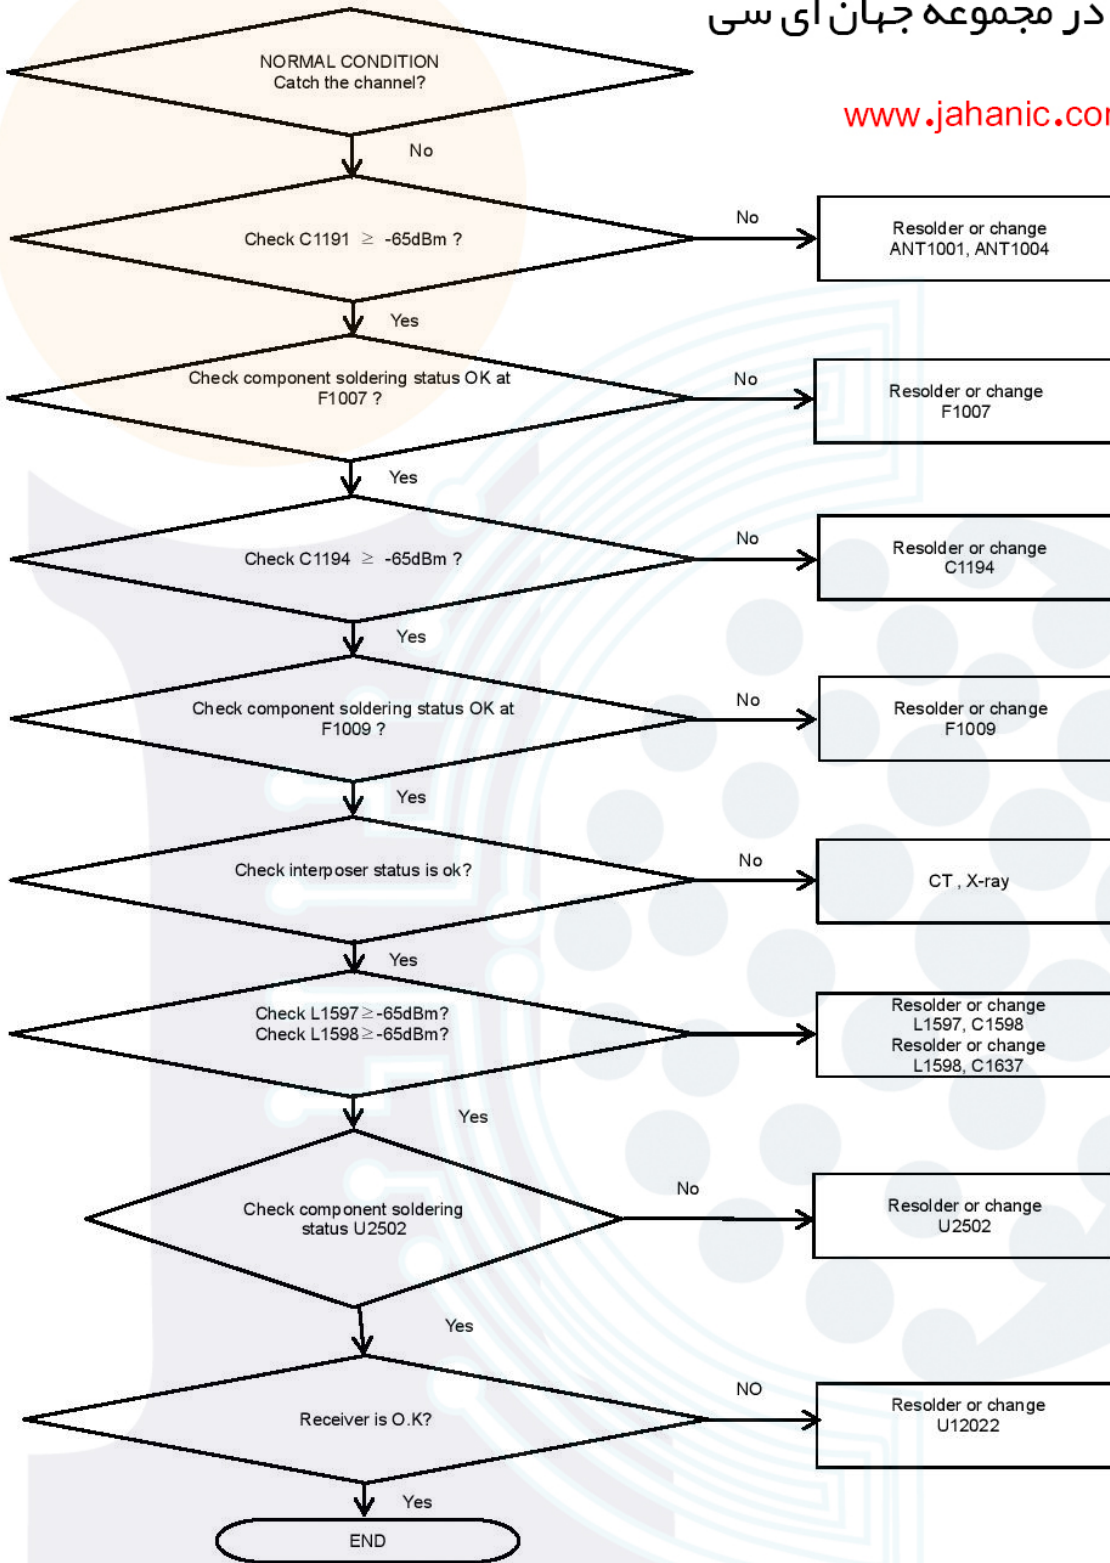 در مجموعه جهان ای سی
www.jahanic.com
NORMAL CONDITION
Catch the channel?
No
Check C1191 ≥ -65dBm ?
No
Resolder or change
ANT1001, ANT1004
Yes
Check component soldering status OK at
F1007 ?
No
Resolder or change
F1007
Yes
Check C1194 ≥ -65dBm ?
No
Resolder or change
C1194
Yes
Check component soldering status OK at
F1009 ?
No
Resolder or change
F1009
Yes
Check interposer status is ok?
No
CT , X-ray
Yes
Check L1597≥-65dBm?
Check L1598≥-65dBm?
Resolder or change
L1597, C1598
Resolder or change
L1598, C1637
Yes
Check component soldering
status U2502
No
Resolder or change
U2502
Yes
Receiver is O.K?
NO
Resolder or change
U12022
Yes
END